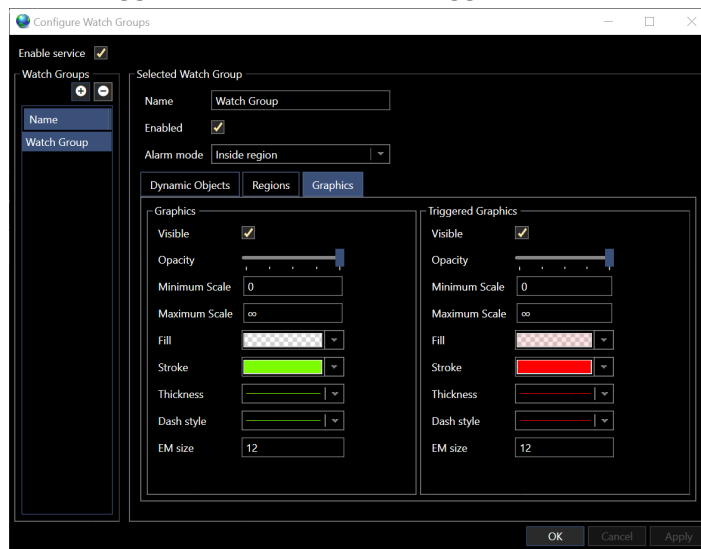 Configure Watch Groups
Enable service
Watch Groups
Name
Watch Group
Selected Watch Group
Name Watch Group
Enabled
Alarm mode Inside region
Dynamic Objects Regions Graphics
Graphics
Visible
Opacity
Minimum Scale 0
Maximum Scale ∞
Fill
Stroke
Thickness
Dash style
EM size 12
Triggered Graphics
Visible
Opacity
Minimum Scale 0
Maximum Scale ∞
Fill
Stroke
Thickness
Dash style
EM size 12
OK Cancel Apply